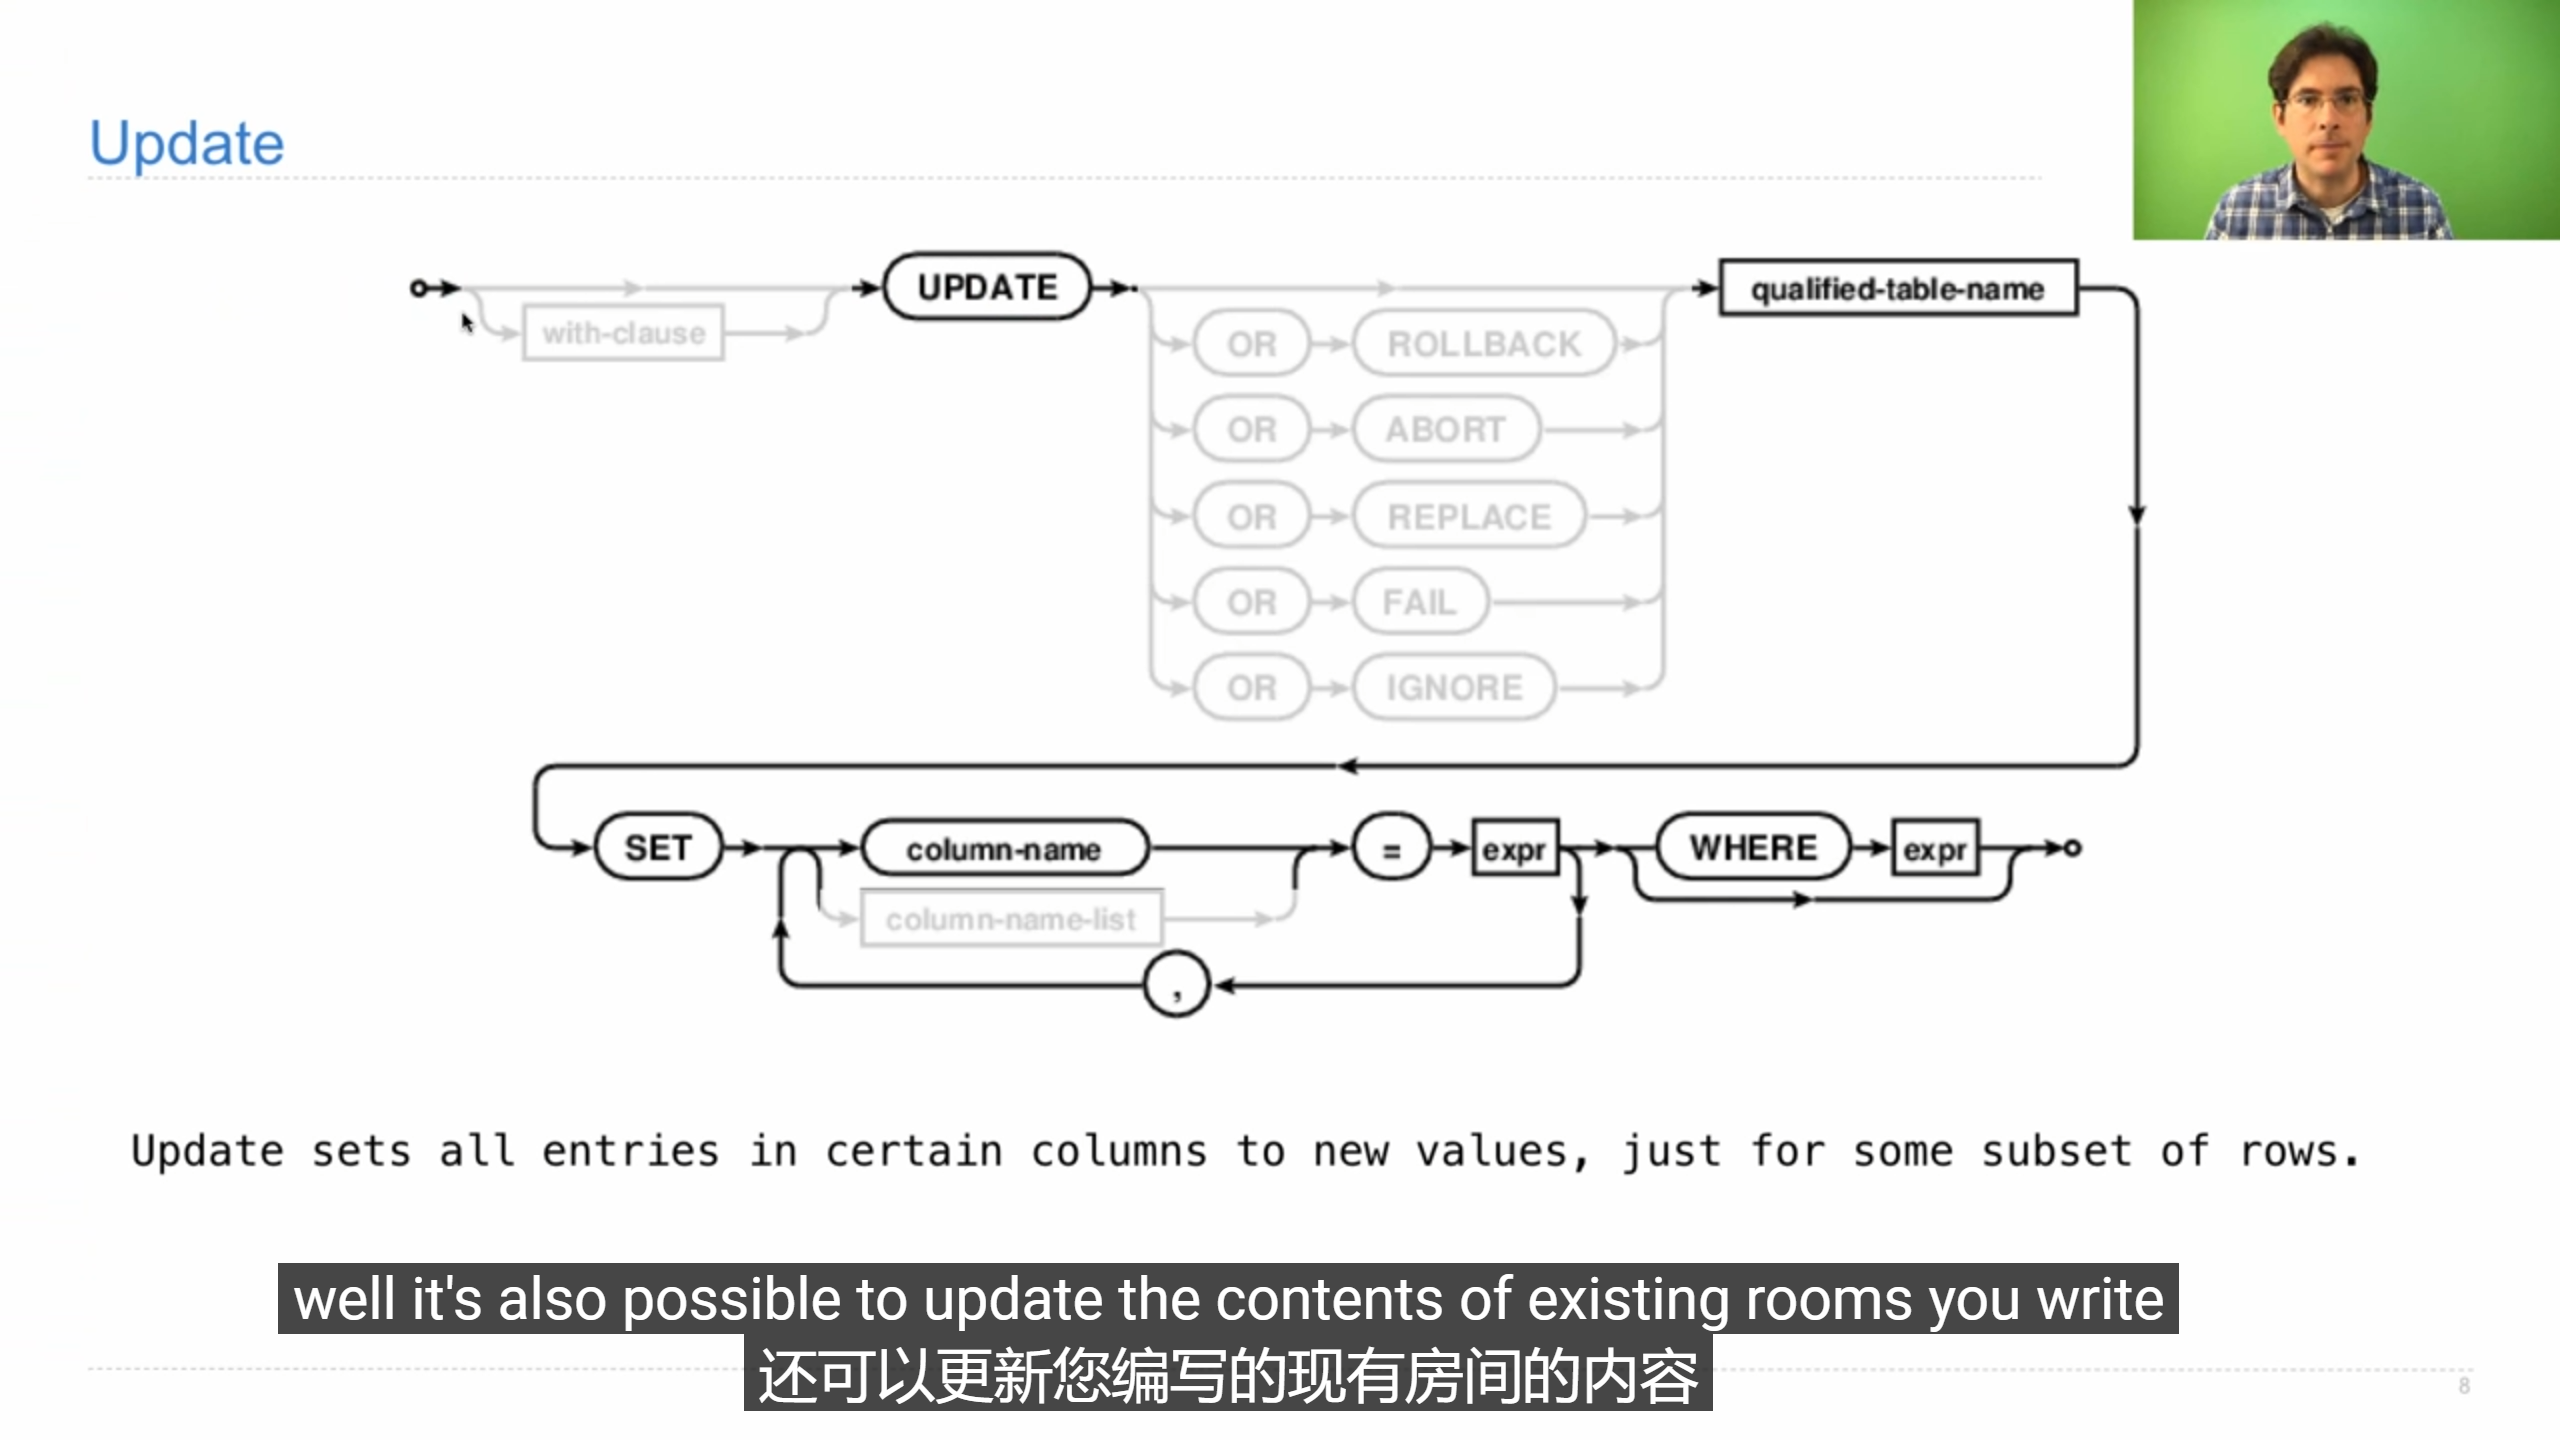 Update
UPDATE
qualified-table-name
with-clause
OR ROLLBACK
OR ABORT
OR REPLACE
OR FAIL
OR IGNORE
SET column-name = expr WHERE expr
column-name-list
,
Update sets all entries in certain columns to new values, just for some subset of rows.
well it's also possible to update the contents of existing rooms you write
还可以更新您编写的现有房间的内容
8